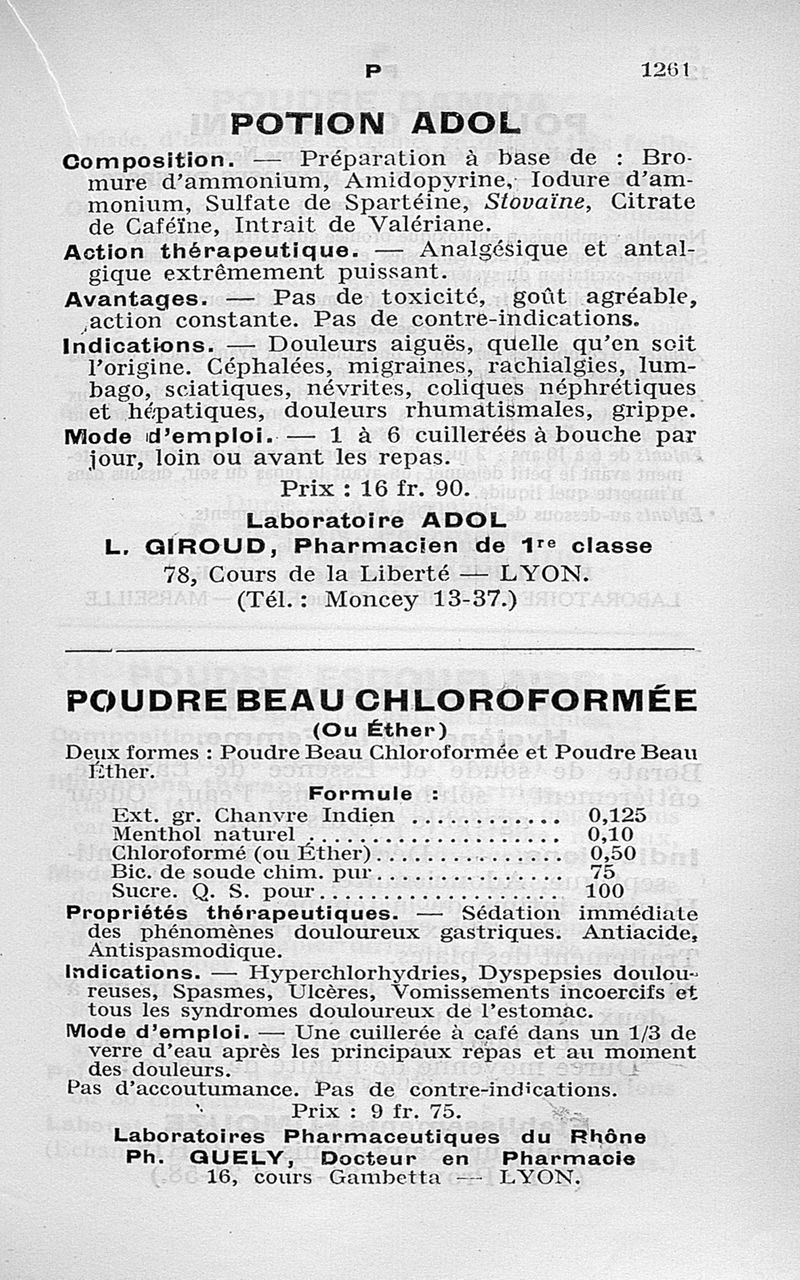 P 1261
POTION ADOL
Composition. — Préparation à base de : Bro-
mure d'ammonium, Amidopyrine, Iodure d'am-
monium, Sulfate de Spartéine, Stovaïne, Citrate
de Caféïne, Intrait de Valériane.
Action thérapeutique. — Analgésique et antal-
gique extrêmement puissant.
Avantages. — Pas de toxicité, goût agréable,
action constante. Pas de contre-indications.
Indications. — Douleurs aiguës, quelle qu'en soit
l'origine. Céphalées, migraines, rachialgies, lum-
bago, sciatiques, névrites, coliques néphrétiques
et hépatiques, douleurs rhumatismales, grippe.
Mode d'emploi. — 1 à 6 cuillerées à bouche par
jour, loin ou avant les repas.
Prix : 16 fr. 90.
Laboratoire ADOL
L. GIROUD, Pharmacien de 1re classe
78, Cours de la Liberté — LYON.
(Tél. : Moncey 13-37.)
POUDRE BEAU CHLOROFORMÉE
(Ou Éther)
Deux formes : Poudre Beau Chloroformée et Poudre Beau
Éther.
Formule :
Ext. gr. Chanvre Indien ............ 0,125
Menthol naturel .................... 0,10
Chloroformé (ou Éther) ............... 0,50
Bic. de soude chim. pur ............... 75
Sucre. Q. S. pour .................... 100
Propriétés thérapeutiques. — Sédation immédiate
des phénomènes douloureux gastriques. Antiacide,
Antispasmodique.
Indications. — Hyperchlorhydries, Dyspepsies doulou-
reuses, Spasmes, Ulcères, Vomissements incoercifs et
tous les syndromes douloureux de l'estomac.
Mode d'emploi. — Une cuillerée à café dans un 1/3 de
verre d'eau après les principaux repas et au moment
des douleurs.
Pas d'accoutumance. Pas de contre-indications.
Prix : 9 fr. 75.
Laboratoires Pharmaceutiques du Rhône
Ph. QUELY, Docteur en Pharmacie
16, cours Gambetta — LYON.